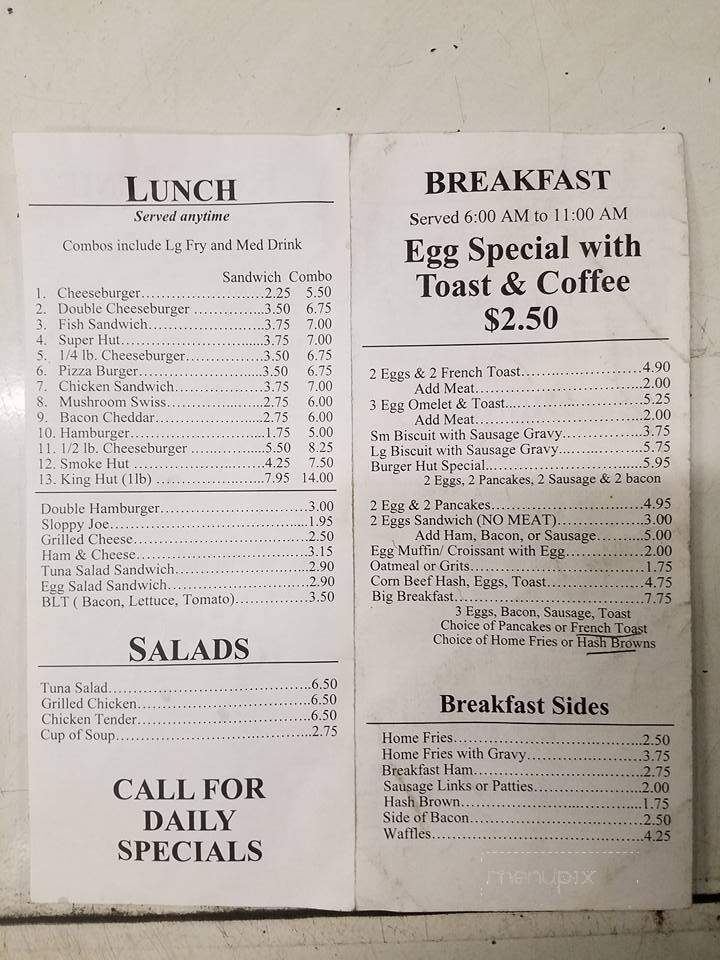 LUNCH
Served anytime
Combos include Lg Fry and Med Drink
Sandwich Combo
1. Cheeseburger........................2.25 5.50
2. Double Cheeseburger ..............3.50 6.75
3. Fish Sandwich.......................3.75 7.00
4. Super Hut............................3.75 7.00
5. 1/4 lb. Cheeseburger...............3.50 6.75
6. Pizza Burger........................3.50 6.75
7. Chicken Sandwich..................3.75 7.00
8. Mushroom Swiss...................2.75 6.00
9. Bacon Cheddar.....................2.75 6.00
10. Hamburger..........................1.75 5.00
11. 1/2 lb. Cheeseburger ..............5.50 8.25
12. Smoke Hut .........................4.25 7.50
13. King Hut (1lb) .....................7.95 14.00
Double Hamburger............................3.00
Sloppy Joe......................................1.95
Grilled Cheese..................................2.50
Ham & Cheese..................................3.15
Tuna Salad Sandwich..........................2.90
Egg Salad Sandwich...........................2.90
BLT ( Bacon, Lettuce, Tomato)...............3.50
SALADS
Tuna Salad.......................................6.50
Grilled Chicken..................................6.50
Chicken Tender..................................6.50
Cup of Soup......................................2.75
CALL FOR
DAILY
SPECIALS
BREAKFAST
Served 6:00 AM to 11:00 AM
Egg Special with
Toast & Coffee
$2.50
2 Eggs & 2 French Toast.......................4.90
Add Meat................................2.00
3 Egg Omelet & Toast..........................5.25
Add Meat................................2.00
Sm Biscuit with Sausage Gravy................3.75
Lg Biscuit with Sausage Gravy................5.75
Burger Hut Special..............................5.95
2 Eggs, 2 Pancakes, 2 Sausage & 2 bacon
2 Egg & 2 Pancakes.............................4.95
2 Eggs Sandwich (NO MEAT)..................3.00
Add Ham, Bacon, or Sausage..........5.00
Egg Muffin/ Croissant with Egg................2.00
Oatmeal or Grits.................................1.75
Corn Beef Hash, Eggs, Toast...................4.75
Big Breakfast.....................................7.75
3 Eggs, Bacon, Sausage, Toast
Choice of Pancakes or French Toast
Choice of Home Fries or Hash Browns
Breakfast Sides
Home Fries.......................................2.50
Home Fries with Gravy.........................3.75
Breakfast Ham...................................2.75
Sausage Links or Patties........................2.00
Hash Brown......................................1.75
Side of Bacon....................................2.50
Waffles............................................4.25
menupix